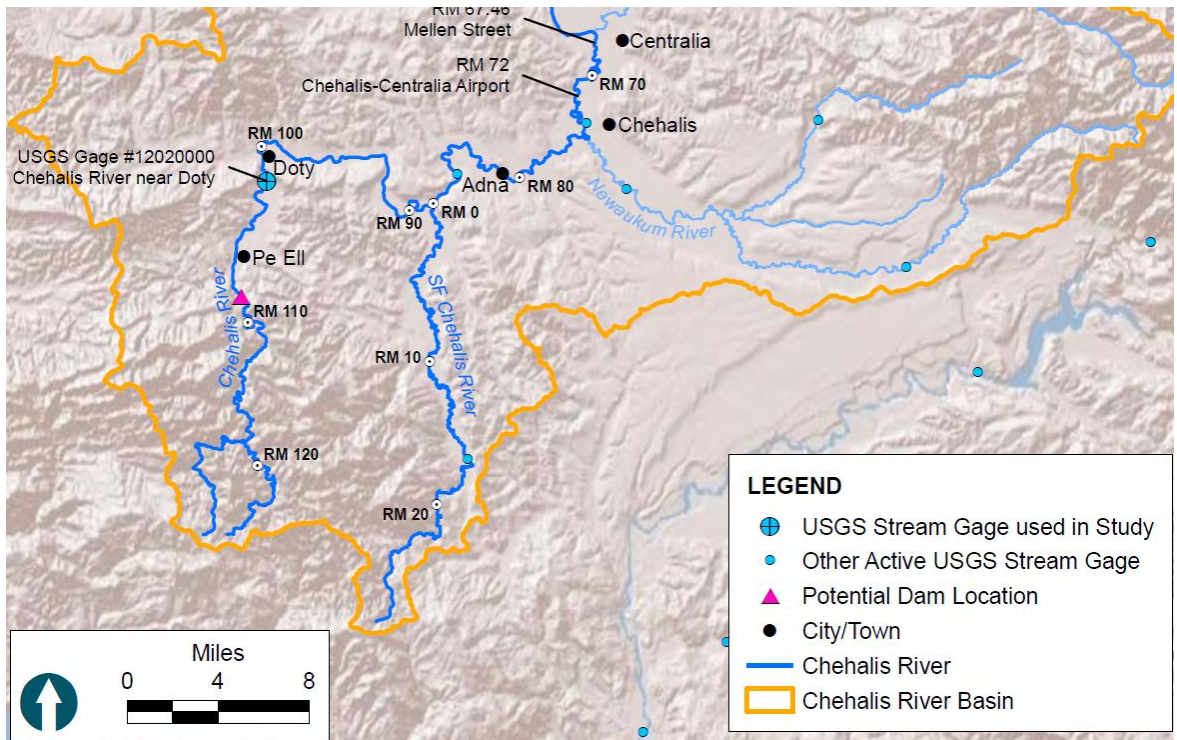 RM 67.46
Mellen Street
Centralia
RM 72
Chehalis-Centralia Airport
RM 70
Chehalis
RM 100
USGS Gage #12020000
Chehalis River near Doty
Doty
Adna
RM 80
RM 90
RM 0
Newaukum River
Pe Ell
Chehalis River
SF Chehalis River
RM 110
RM 10
RM 120
RM 20
LEGEND
USGS Stream Gage used in Study
Other Active USGS Stream Gage
Potential Dam Location
City/Town
Chehalis River
Chehalis River Basin
Miles
0 4 8